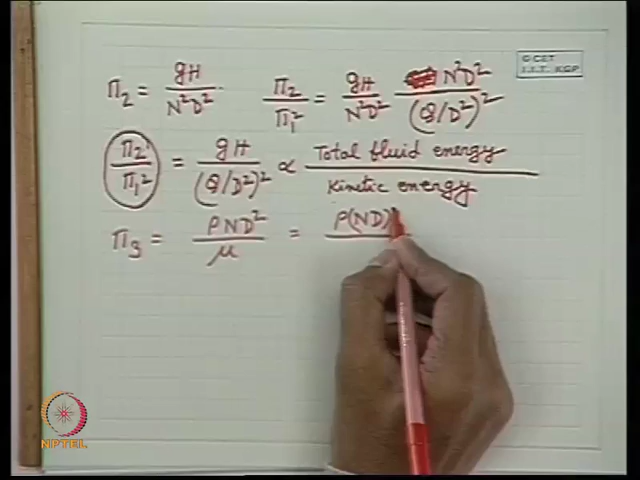 © CET
I.I.T. KGP
Π₂ = gH / N²D²   Π₂ / Π₁² = gH / N²D² N²D² / (Q/D²)²
Π₂ / Π₁² = gH / (Q/D²)² ∝ Total fluid energy / Kinetic energy
Π₃ = ρND² / μ = ρ(ND)
NPTEL